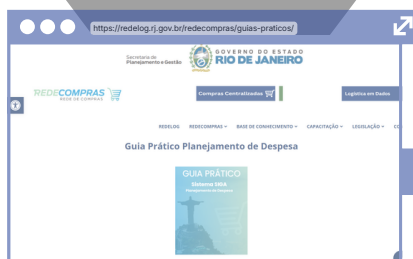 https://redelog.rj.gov.br/redecompras/guias-praticos/
Secretaria de
Planejamento e Gestão
GOVERNO DO ESTADO
RIO DE JANEIRO
REDECOMPRAS
REDE DE COMPRAS
Compras Centralizadas
Logística em Dados
REDELOG REDECOMPRAS BASE DE CONHECIMENTO CAPACITAÇÃO LEGISLAÇÃO
Guia Prático Planejamento de Despesa
GUIA PRÁTICO
Sistema SIGA
Planejamento da Despesa